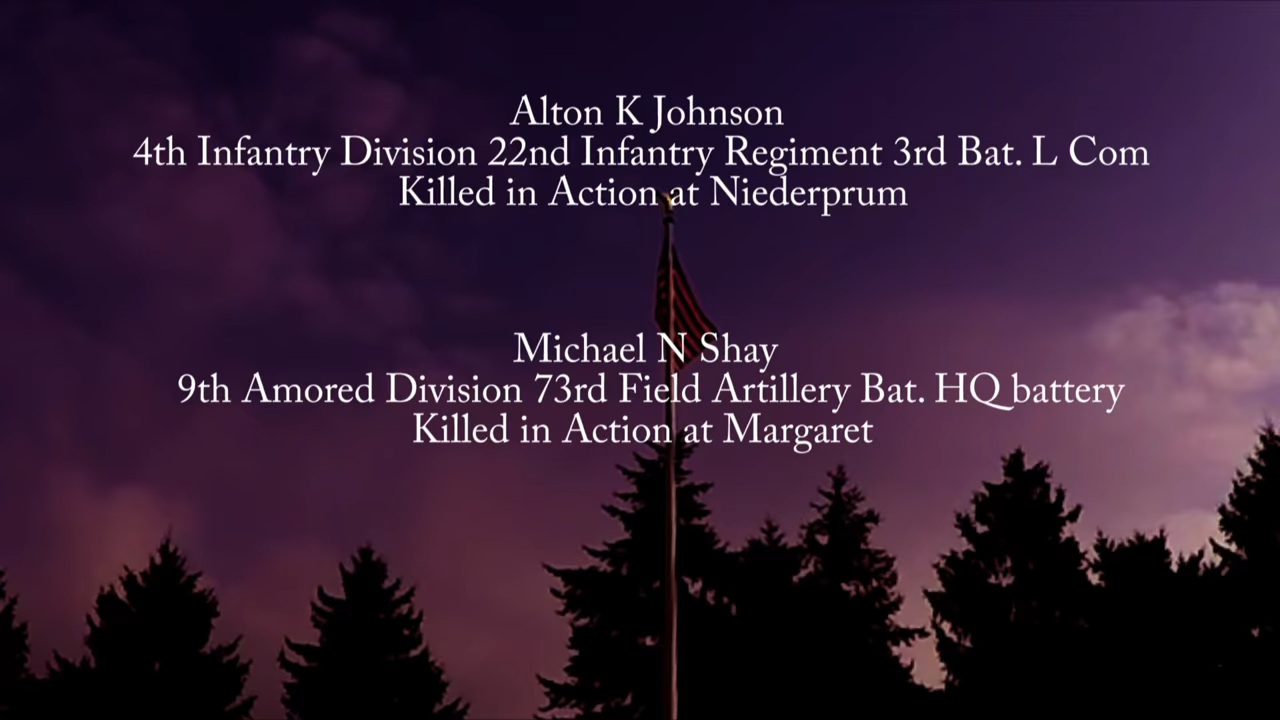 Alton K Johnson
4th Infantry Division 22nd Infantry Regiment 3rd Bat. L Com
Killed in Action at Niederprum
Michael N Shay
9th Amored Division 73rd Field Artillery Bat. HQ battery
Killed in Action at Margaret